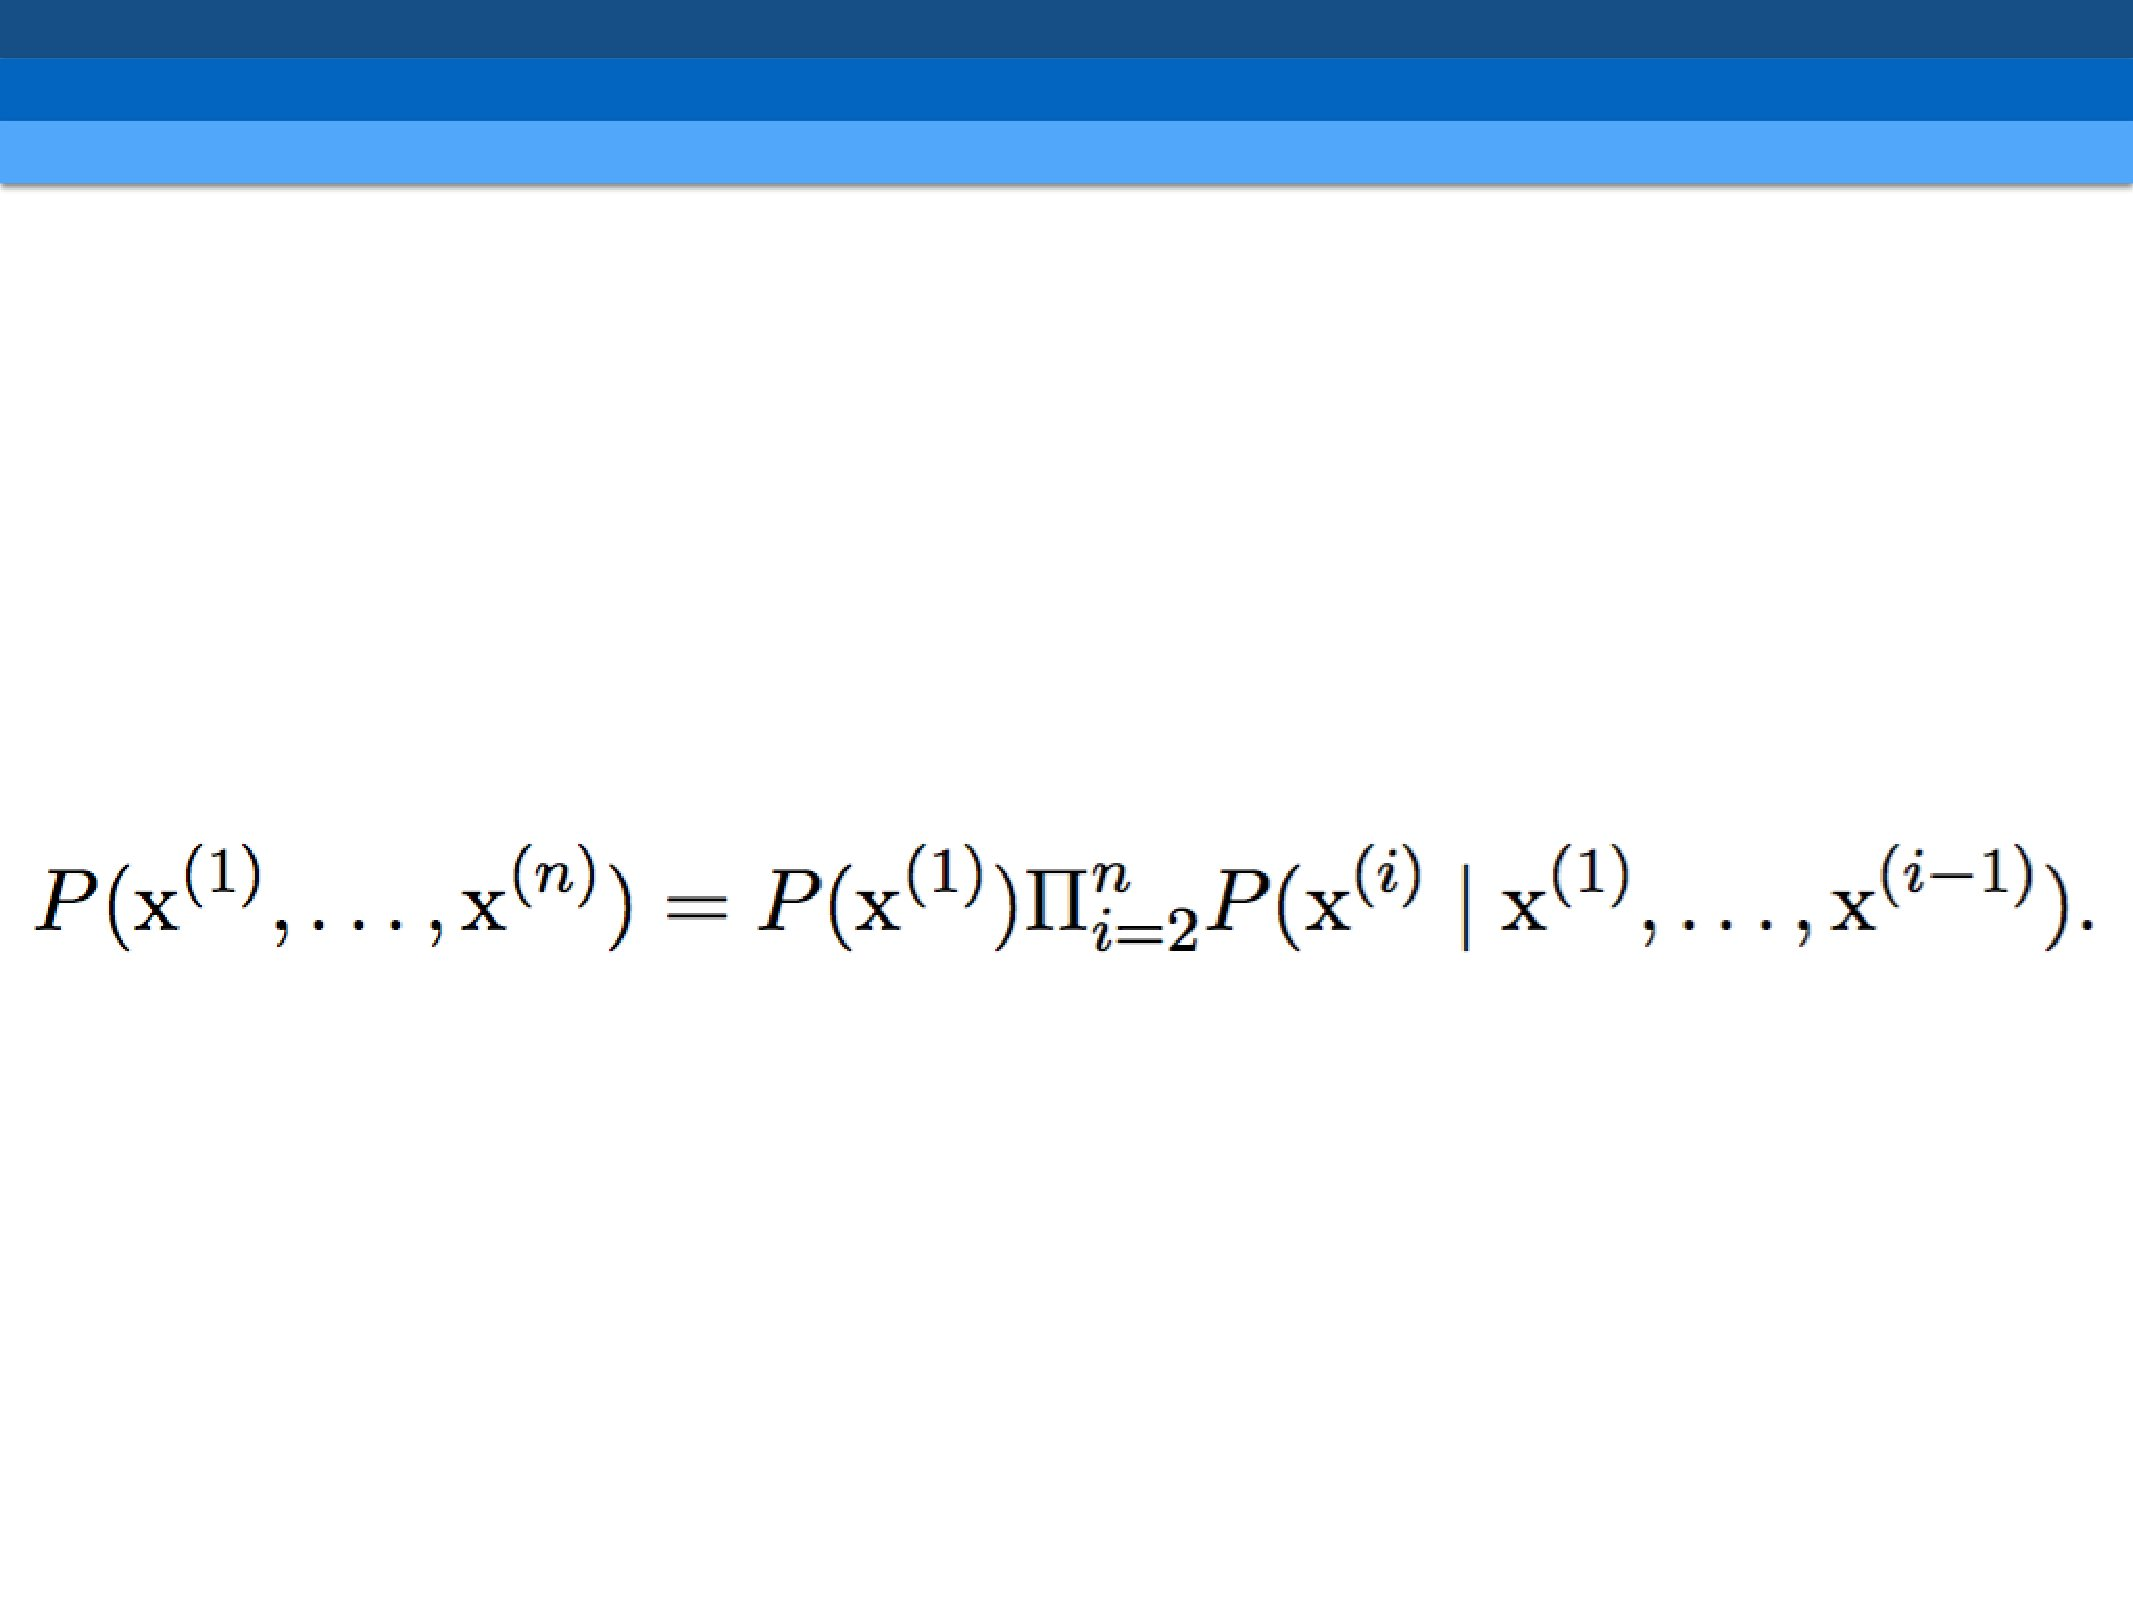 P(x^{(1)}, . . . , x^{(n)}) = P(x^{(1)})Π_{i=2}^{n}P(x^{(i)} | x^{(1)}, . . . , x^{(i−1)}).